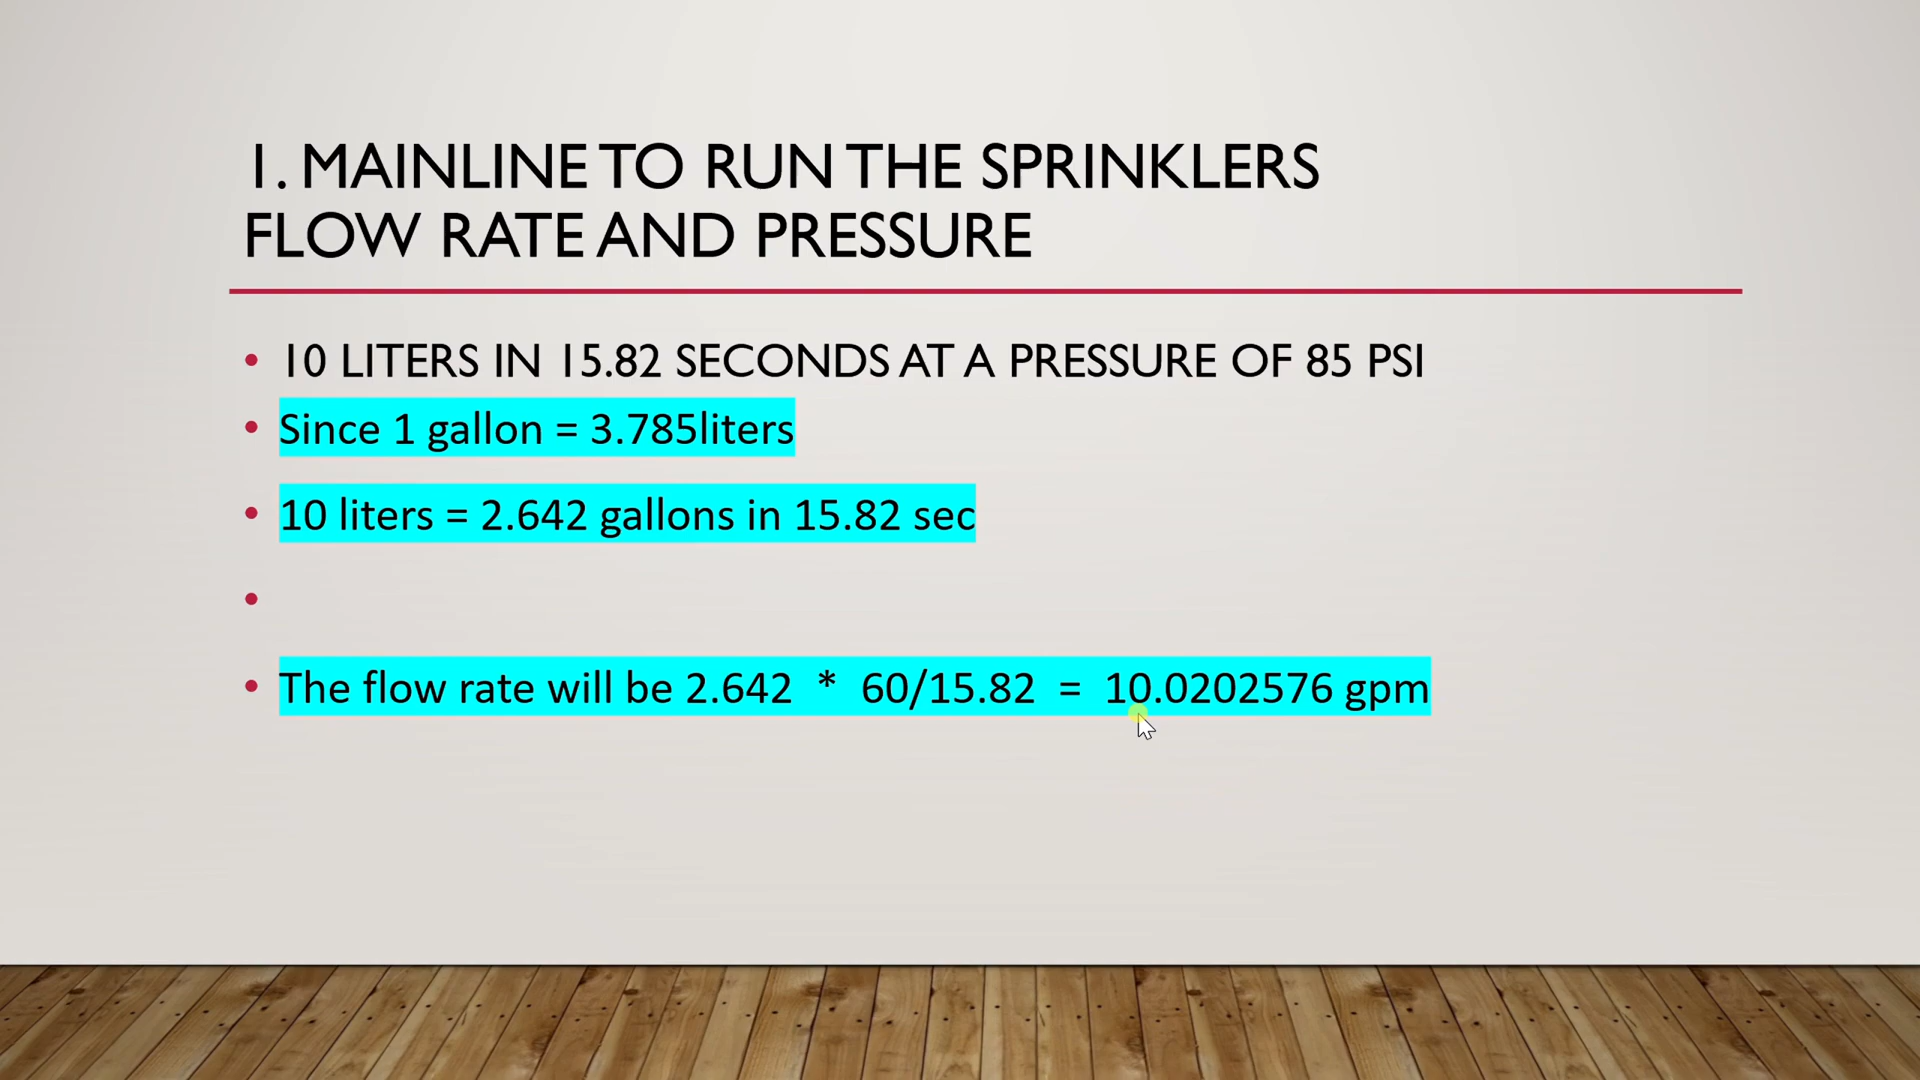 1. MAINLINE TO RUN THE SPRINKLERS
FLOW RATE AND PRESSURE
• 10 LITERS IN 15.82 SECONDS AT A PRESSURE OF 85 PSI
• Since 1 gallon = 3.785liters
• 10 liters = 2.642 gallons in 15.82 sec
•
• The flow rate will be 2.642 * 60/15.82 = 10.0202576 gpm